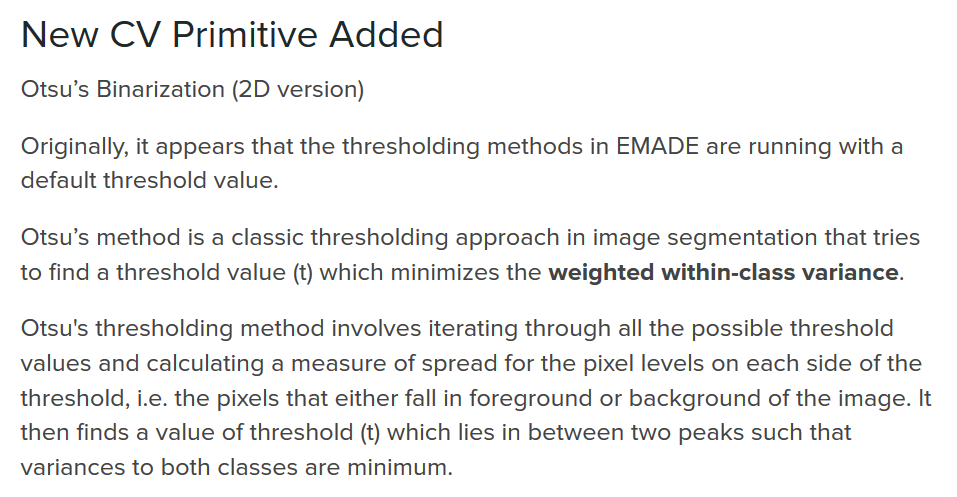 New CV Primitive Added
Otsu’s Binarization (2D version)
Originally, it appears that the thresholding methods in EMADE are running with a
default threshold value.
Otsu’s method is a classic thresholding approach in image segmentation that tries
to find a threshold value (t) which minimizes the weighted within-class variance.
Otsu's thresholding method involves iterating through all the possible threshold
values and calculating a measure of spread for the pixel levels on each side of the
threshold, i.e. the pixels that either fall in foreground or background of the image. It
then finds a value of threshold (t) which lies in between two peaks such that
variances to both classes are minimum.